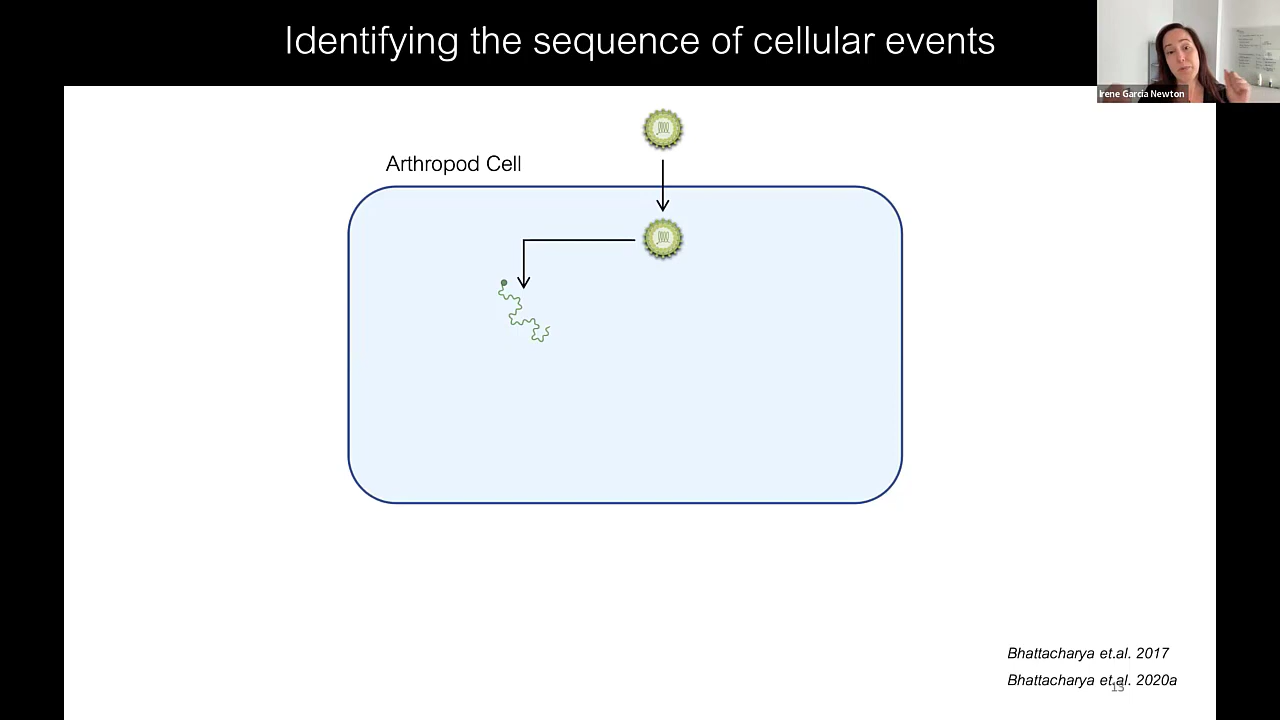 Identifying the sequence of cellular events
Irene Garcia Newton
Arthropod Cell
Bhattacharya et.al. 2017
Bhattacharya et.al. 2020a
13